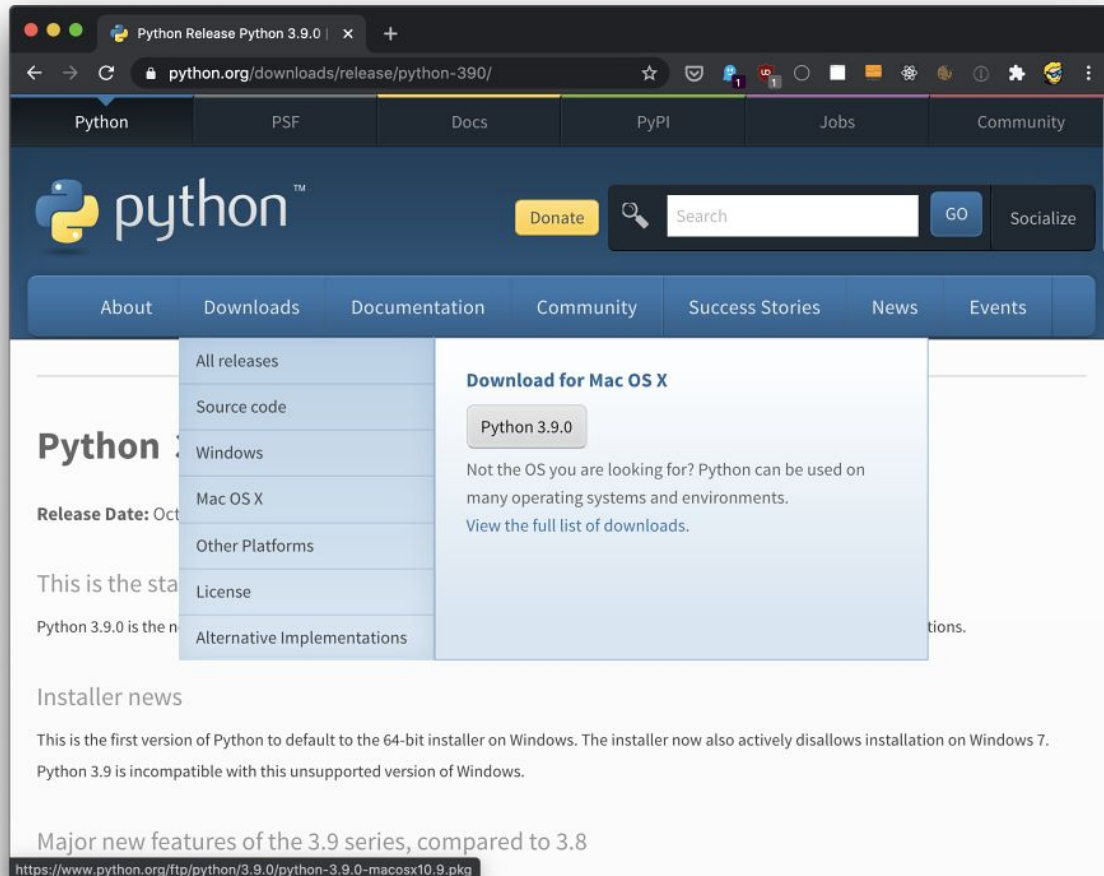 Python Release Python 3.9.0 |
python.org/downloads/release/python-390/
1
1
Python PSF Docs PyPI Jobs Community
python™
Donate
Search
GO
Socialize
About Downloads Documentation Community Success Stories News Events
All releases
Source code
Windows
Mac OS X
Other Platforms
License
Alternative Implementations
Download for Mac OS X
Python 3.9.0
Not the OS you are looking for? Python can be used on
many operating systems and environments.
View the full list of downloads.
Python
Release Date: Oct
This is the sta
Python 3.9.0 is the n tions.
Installer news
This is the first version of Python to default to the 64-bit installer on Windows. The installer now also actively disallows installation on Windows 7.
Python 3.9 is incompatible with this unsupported version of Windows.
Major new features of the 3.9 series, compared to 3.8
https://www.python.org/ftp/python/3.9.0/python-3.9.0-macosx10.9.pkg